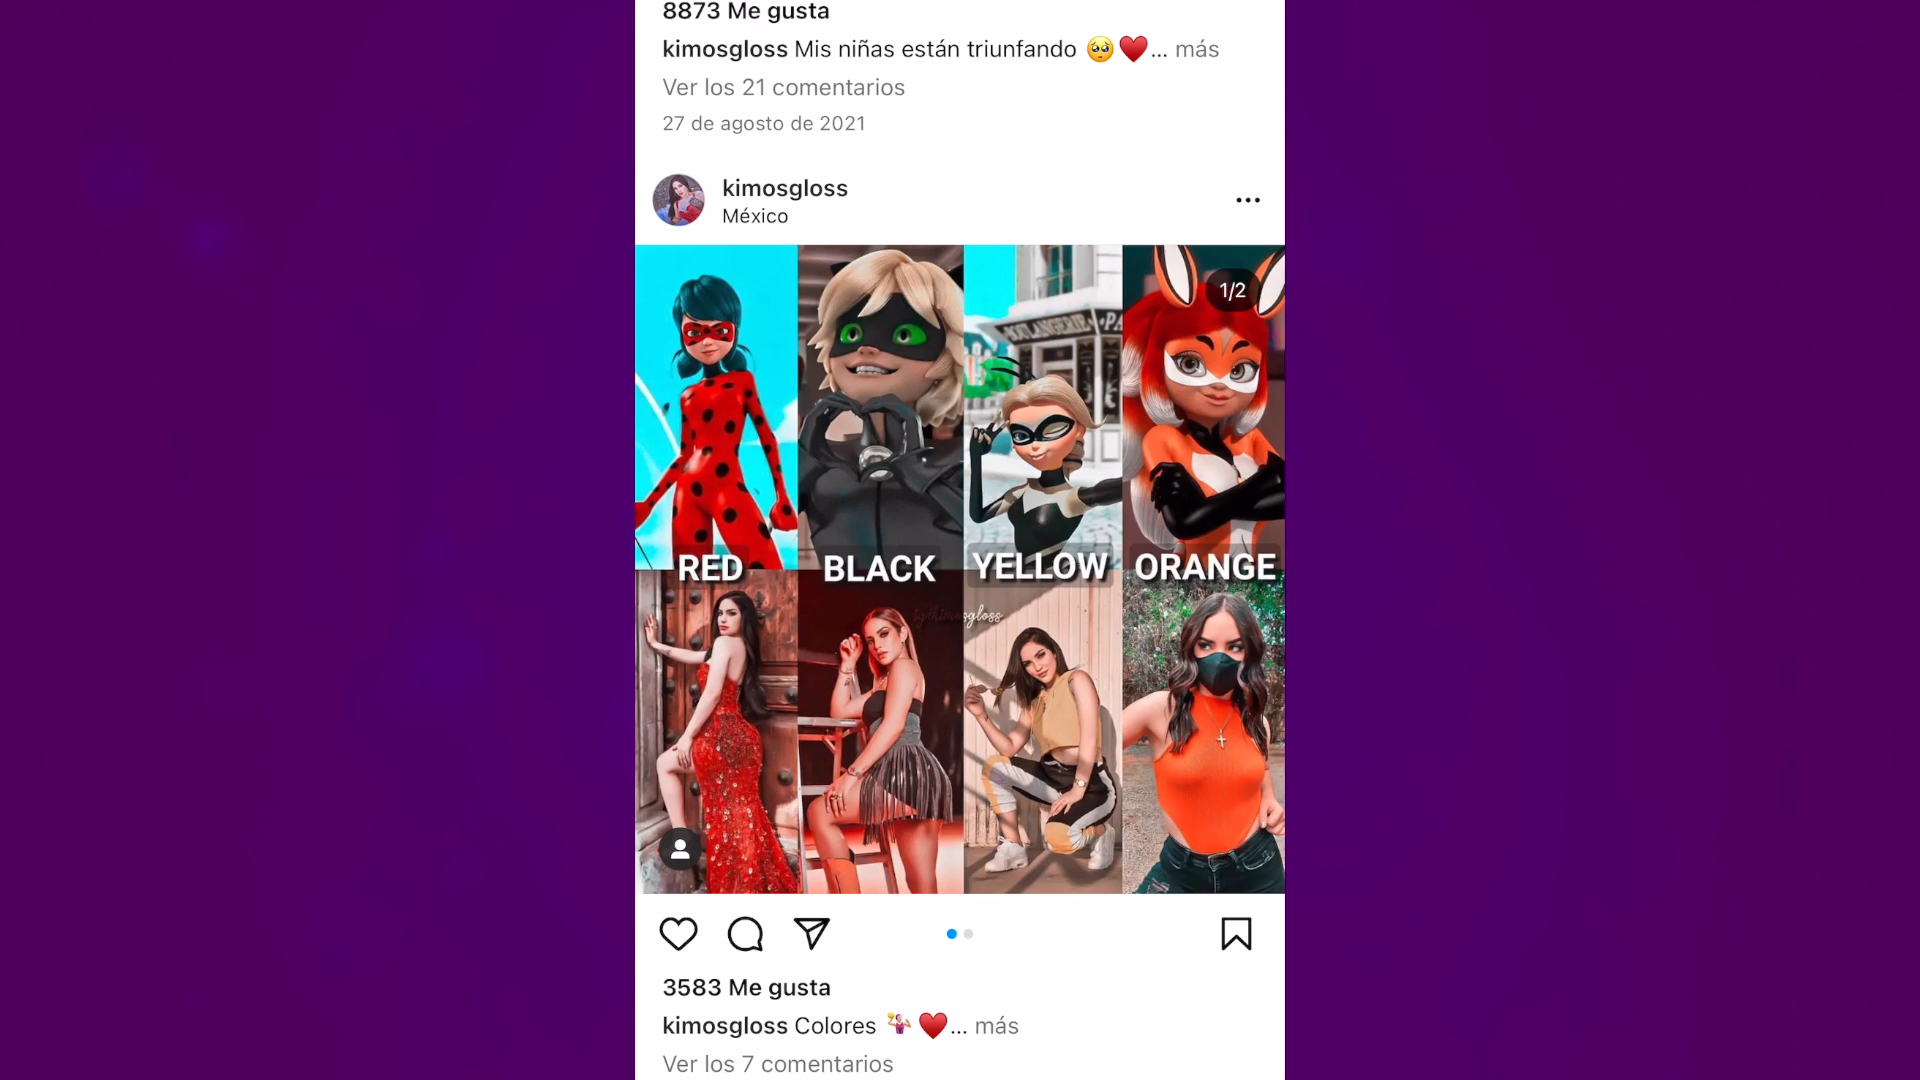 8873 Me gusta
kimosgloss Mis niñas están triunfando 🥺♥️... más
Ver los 21 comentarios
27 de agosto de 2021
kimosgloss
México
1/2
BOULANGERIE
RED BLACK YELLOW ORANGE
3583 Me gusta
kimosgloss Colores 🤽🏻‍♀️♥️... más
Ver los 7 comentarios